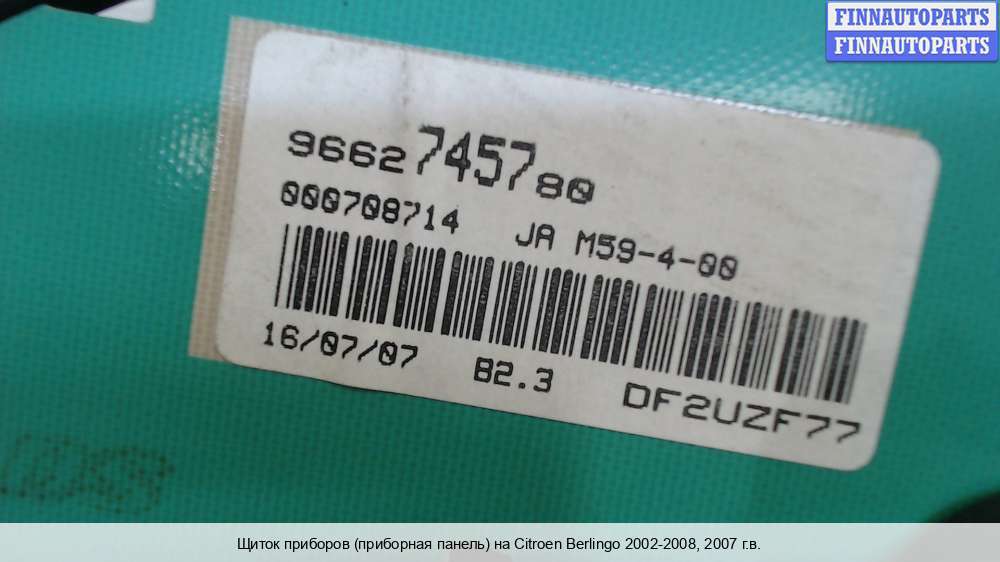 FINNAUTOPARTS
FINNAUTOPARTS
9662745780
000708714 JA M59-4-00
16/07/07 82.3 DF2UZF77
Щиток приборов (приборная панель) на Citroen Berlingo 2002-2008, 2007 г.в.